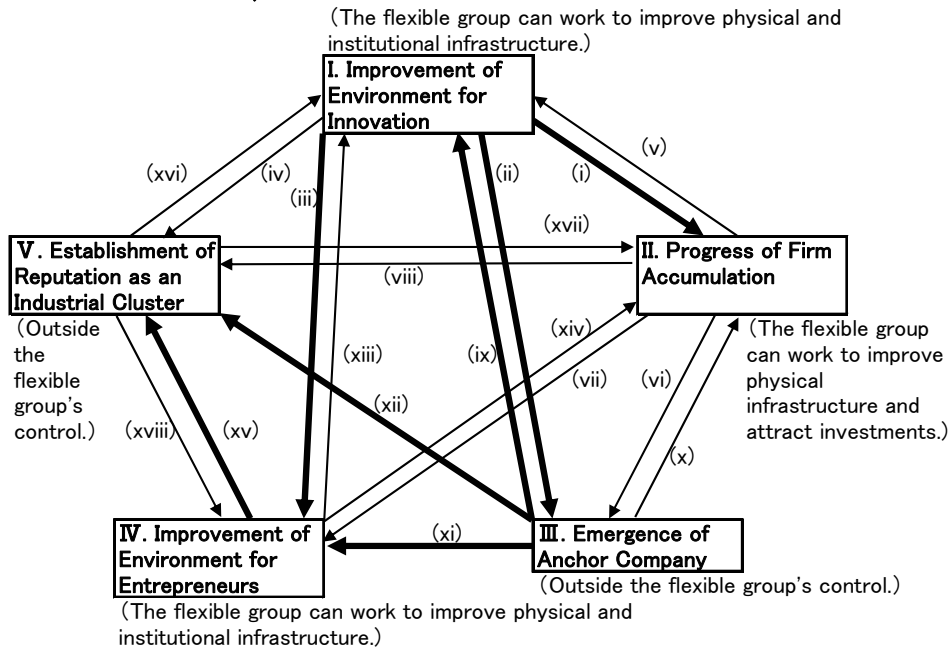 (The flexible group can work to improve physical and
institutional infrastructure.)
Ⅰ. Improvement of
Environment for
Innovation
(v)
(xvi)
(iv)
(iii)
(ii)
(i)
(xvii)
Ⅴ. Establishment of
Reputation as an
Industrial Cluster
Ⅱ. Progress of Firm
Accumulation
(viii)
(Outside
the
flexible
group's
control.)
(The flexible group
can work to improve
physical
infrastructure and
attract investments.)
(xiv)
(xiii)
(ix)
(vii)
(vi)
(xii)
(xviii)
(xv)
(x)
(xi)
Ⅳ. Improvement of
Environment for
Entrepreneurs
Ⅲ. Emergence of
Anchor Company
(Outside the flexible group's control.)
(The flexible group can work to improve physical and
institutional infrastructure.)